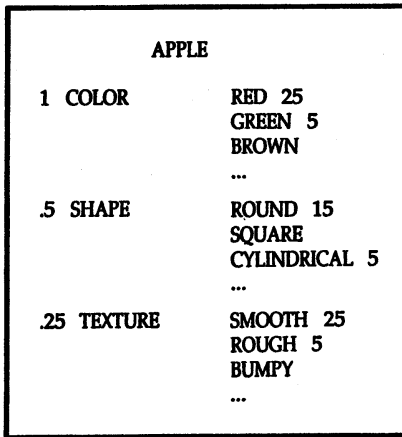 APPLE
1 COLOR RED 25
GREEN 5
BROWN
...
.5 SHAPE ROUND 15
SQUARE
CYLINDRICAL 5
...
.25 TEXTURE SMOOTH 25
ROUGH 5
BUMPY
...